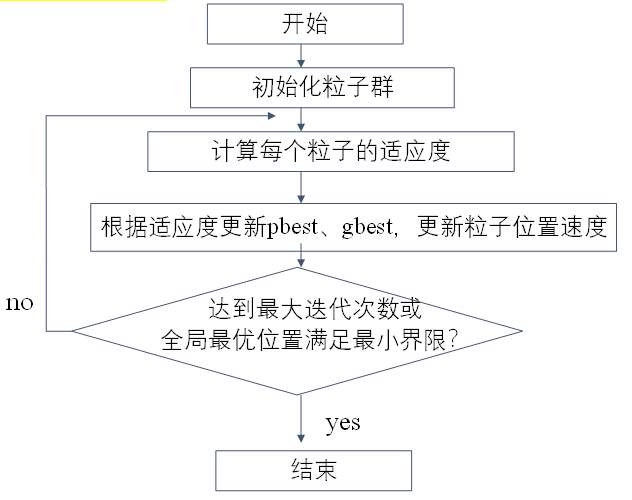 开始
初始化粒子群
计算每个粒子的适应度
根据适应度更新pbest、gbest，更新粒子位置速度
no
达到最大迭代次数或
全局最优位置满足最小界限？
yes
结束